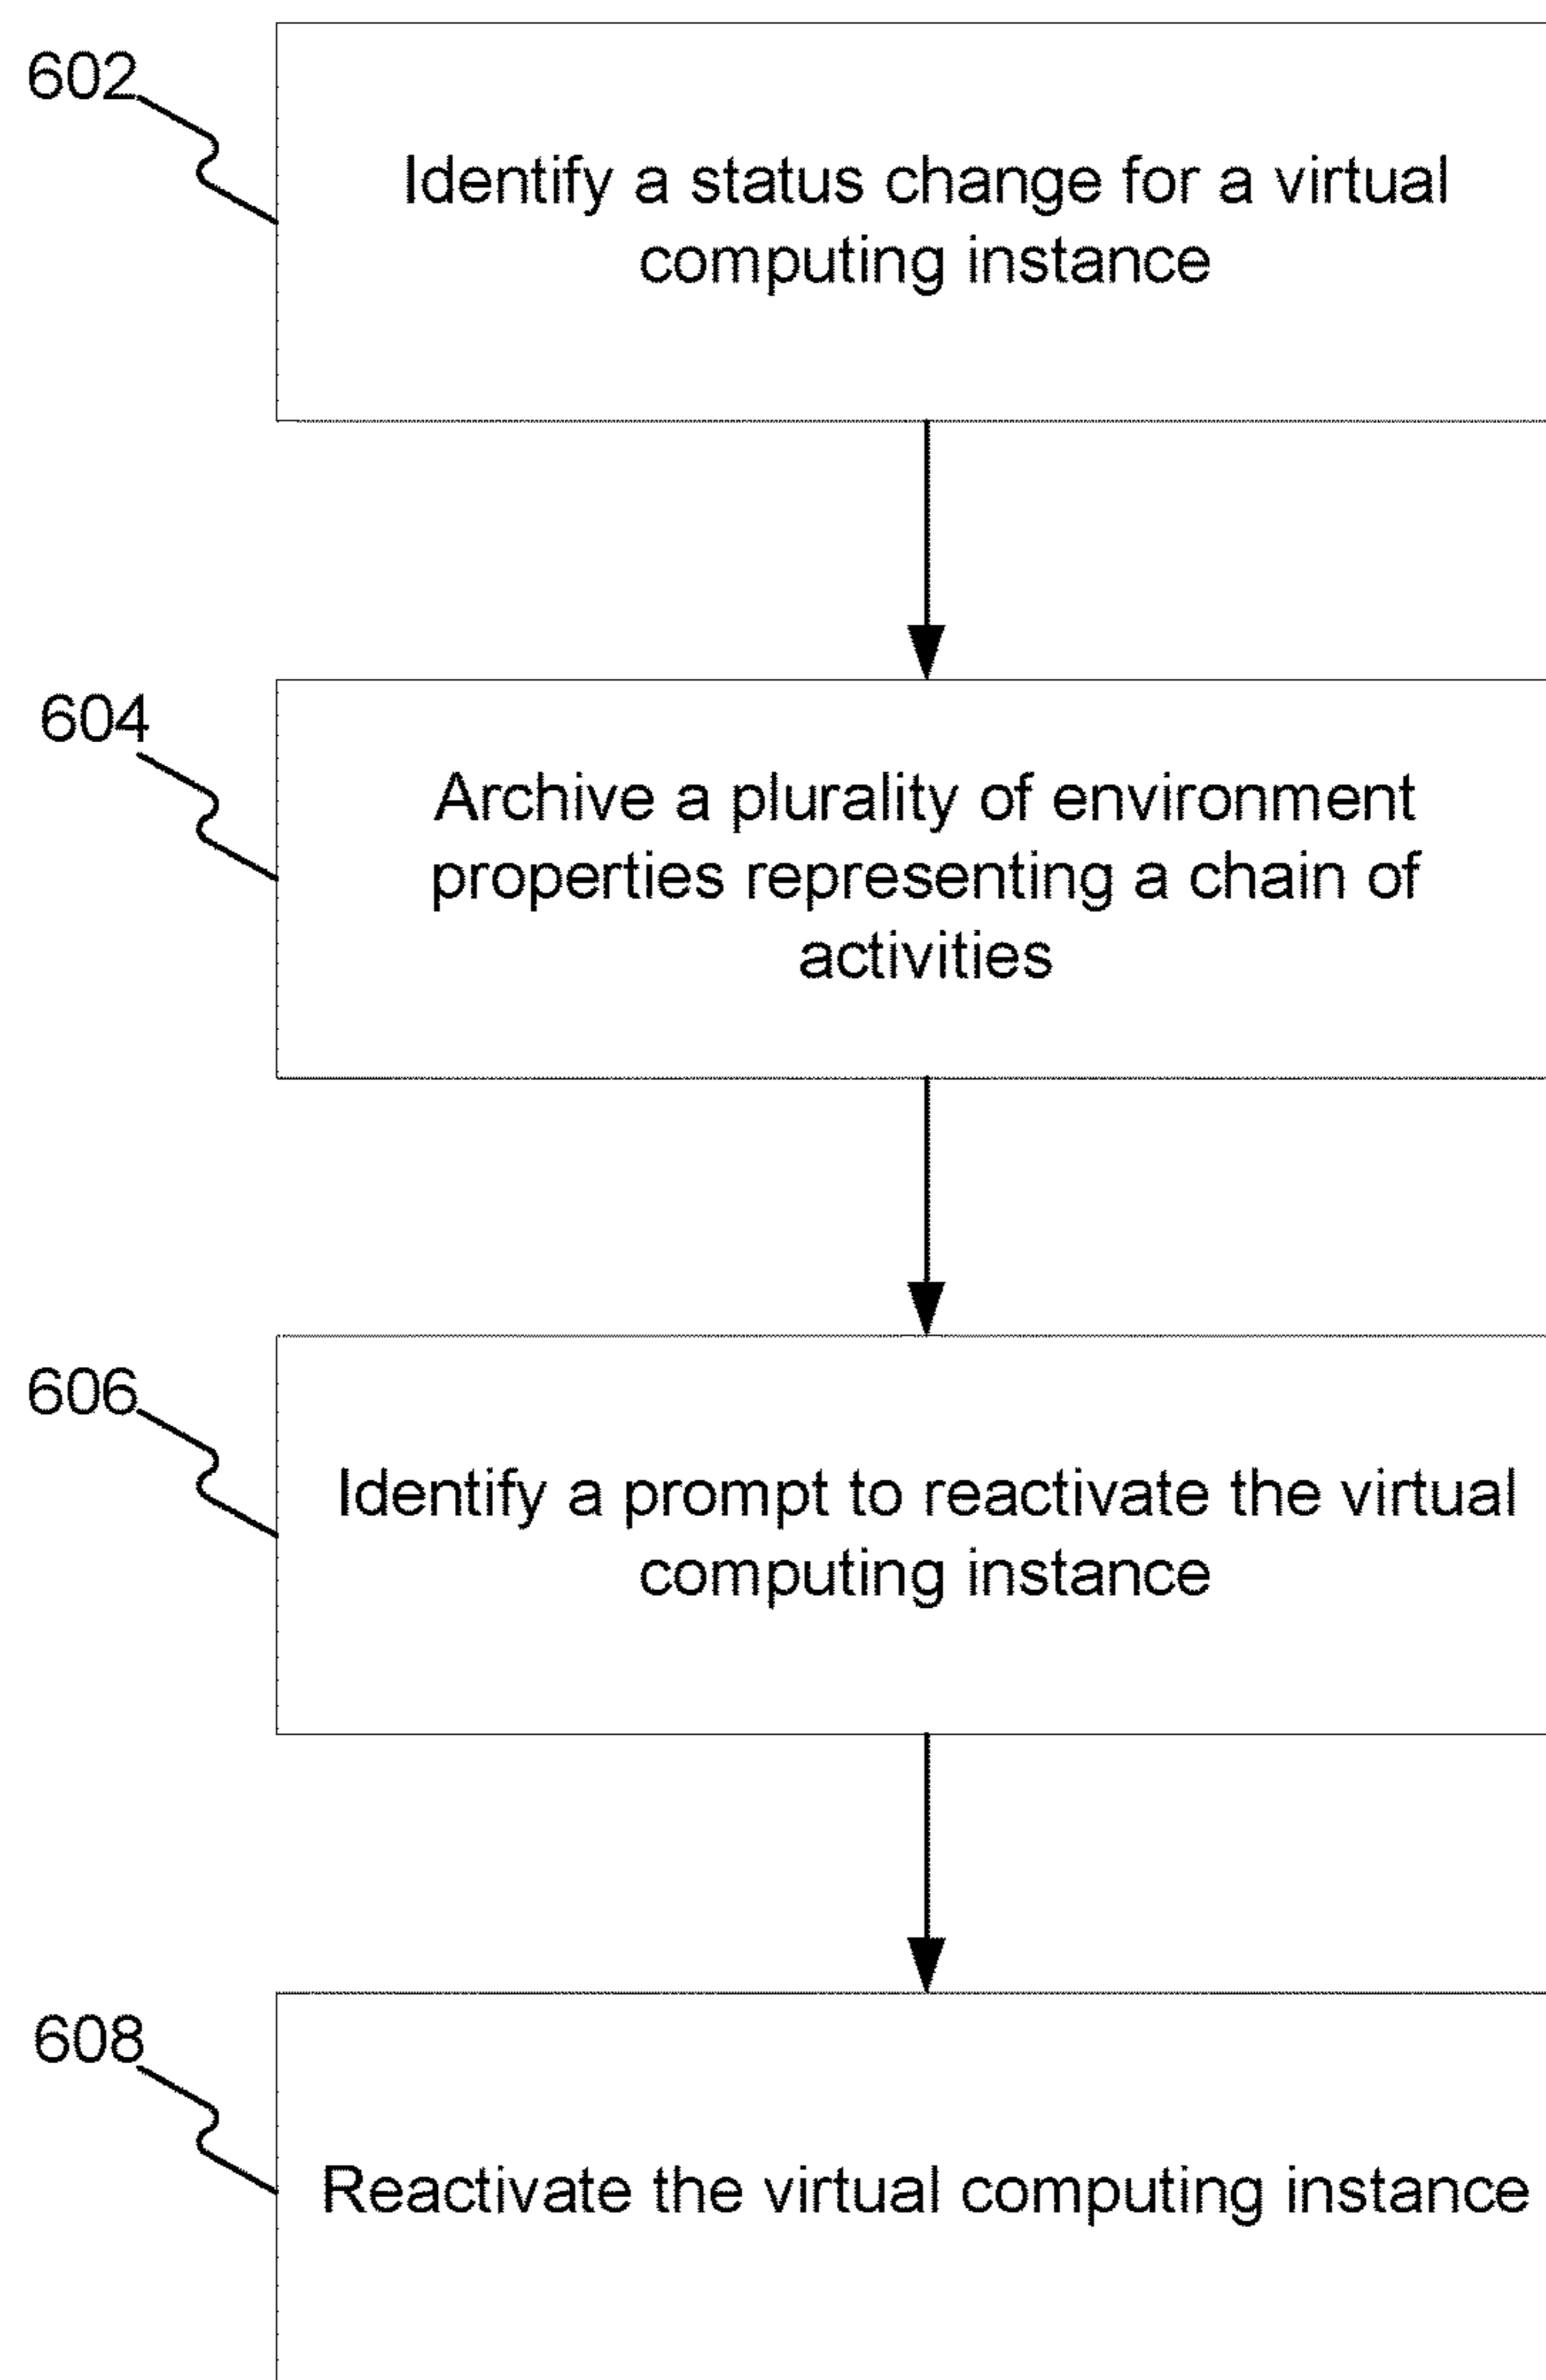 602
Identify a status change for a virtual
computing instance
604
Archive a plurality of environment
properties representing a chain of
activities
606
Identify a prompt to reactivate the virtual
computing instance
608
Reactivate the virtual computing instance